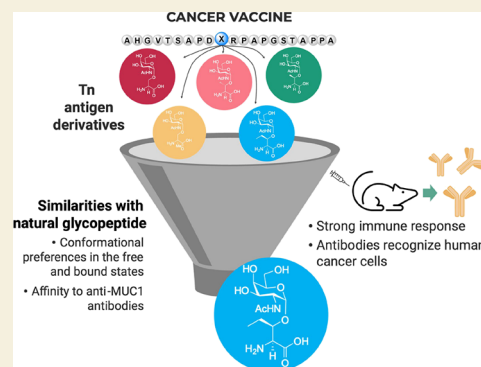 CANCER VACCINE
A H G V T S A P D X R P A P G S T A P P A
Tn
antigen
derivatives
Similarities with
natural glycopeptide
• Conformational
preferences in the free
and bound states
• Affinity to anti-MUC1
antibodies
• Strong immune response
• Antibodies recognize human
cancer cells
HO OH
HO
O
AcHN
O
OH
H₂N H O